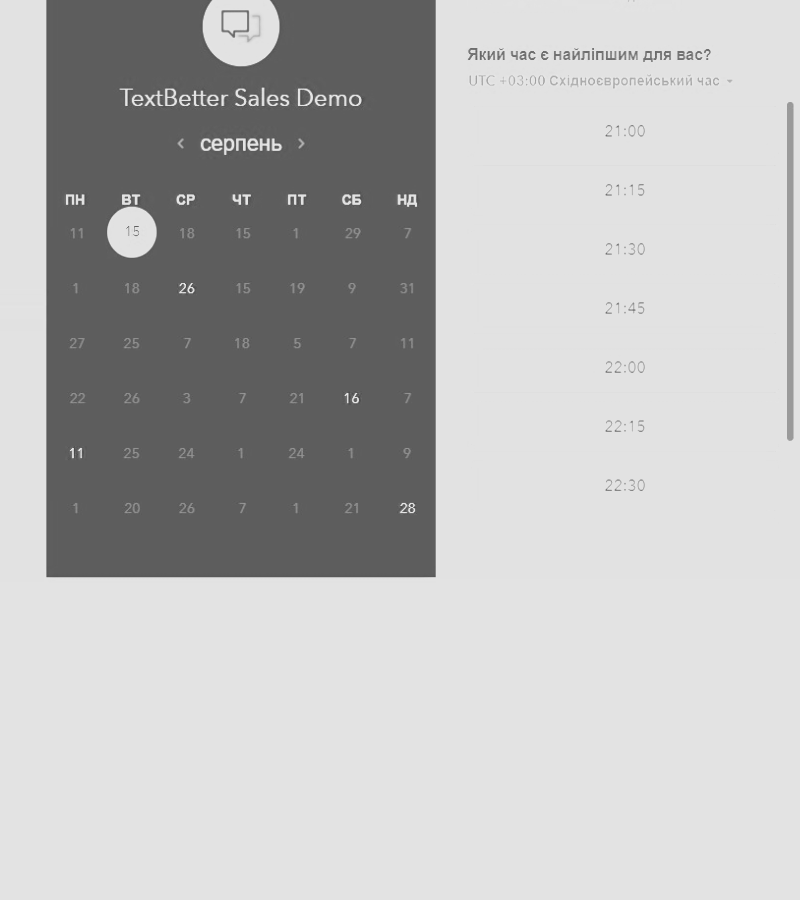 TextBetter Sales Demo
серпень
ПН ВТ СР ЧТ ПТ СБ НД
11 15 18 15 1 29 7
1 18 26 15 19 9 31
27 25 7 18 5 7 11
22 26 3 7 21 16 7
11 25 24 1 24 1 9
1 20 26 7 1 21 28
Який час є найліпшим для вас?
UTC +03:00 Східноєвропейський час
21:00
21:15
21:30
21:45
22:00
22:15
22:30